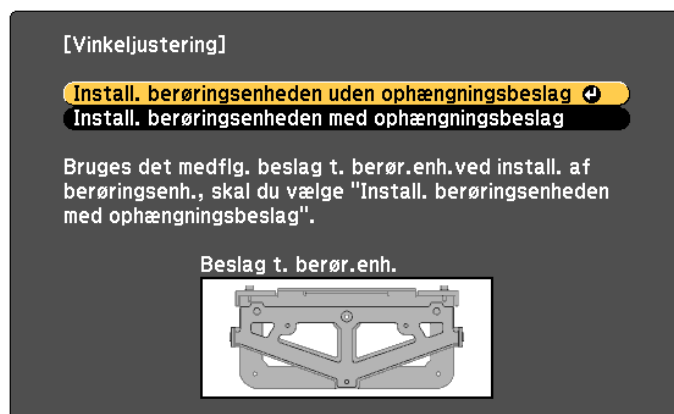 [Vinkeljustering]
Install. berøringsenheden uden ophængningsbeslag
Install. berøringsenheden med ophængningsbeslag
Bruges det medflg. beslag t. berør.enh.ved install. af
berøringsenh., skal du vælge "Install. berøringsenheden
med ophængningsbeslag".
Beslag t. berør.enh.